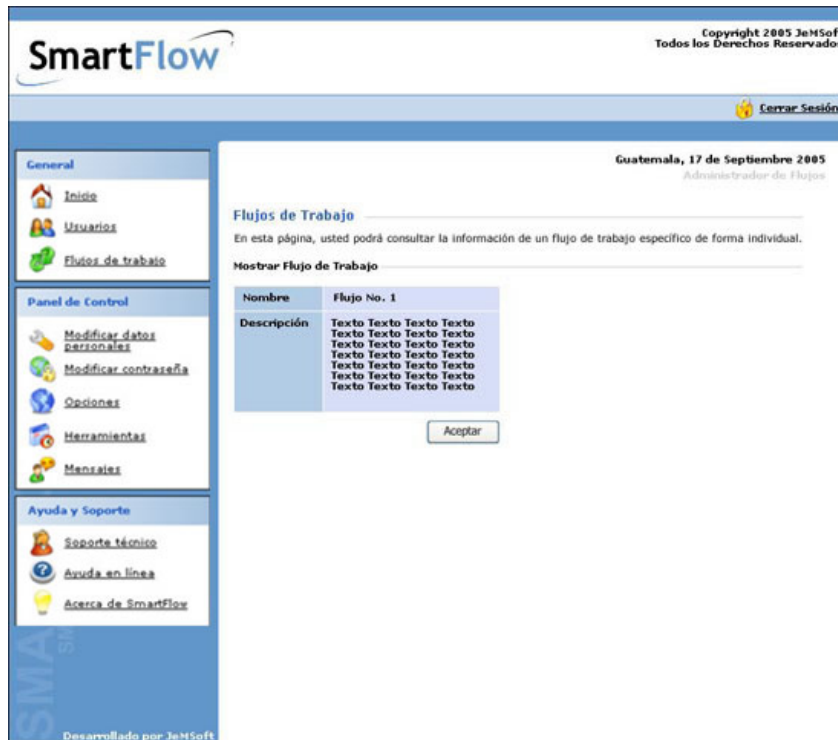 SmartFlow
Copyright 2005 JeMSof
Todos los Derechos Reservado
Cerrar Sesión
General
Inicio
Usuarios
Flujos de trabajo
Panel de Control
Modificar datos
personales
Modificar contraseña
Opciones
Herramientas
Mensajes
Ayuda y Soporte
Soporte técnico
Ayuda en línea
Acerca de SmartFlow
SMA
SM
Desarrollado por JeMSoft
Guatemala, 17 de Septiembre 2005
Administrador de Flujos
Flujos de Trabajo
En esta página, usted podrá consultar la información de un flujo de trabajo específico de forma individual.
Mostrar Flujo de Trabajo
Nombre Flujo No. 1
Descripción Texto Texto Texto Texto
Texto Texto Texto Texto
Texto Texto Texto Texto
Texto Texto Texto Texto
Texto Texto Texto Texto
Texto Texto Texto Texto
Texto Texto Texto Texto
Aceptar